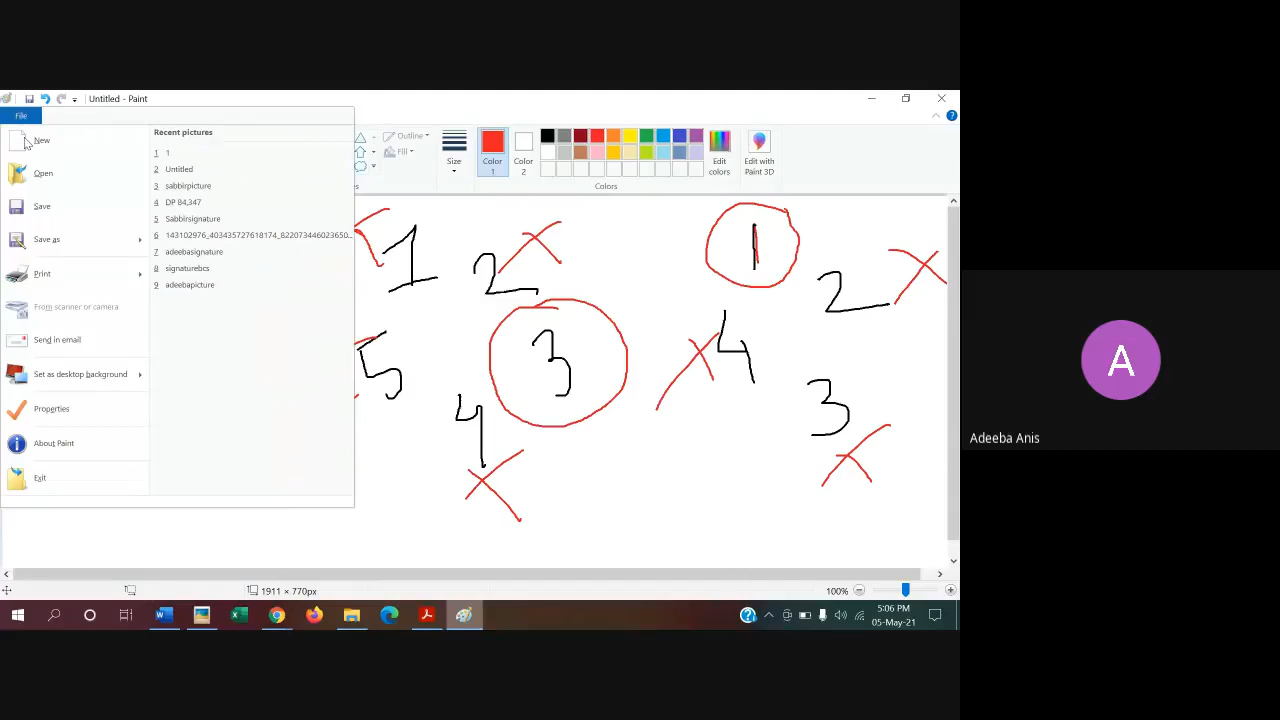 Untitled - Paint
File
New
Open
Save
Save as
Print
From scanner or camera
Send in email
Set as desktop background
Properties
About Paint
Exit
Recent pictures
1 1
2 Untitled
3 sabbirpicture
4 DP 84,347
5 Sabbirsignature
6 143102976_403435727618174_822073446023650...
7 adeebasignature
8 signaturebcs
9 adeebapicture
Outline
Fill
Size
Color 1
Color 2
Edit colors
Edit with Paint 3D
Colors
1 2
5 3
4
1
2
4
3
A
Adeeba Anis
1911 × 770px
100%
5:06 PM
05-May-21